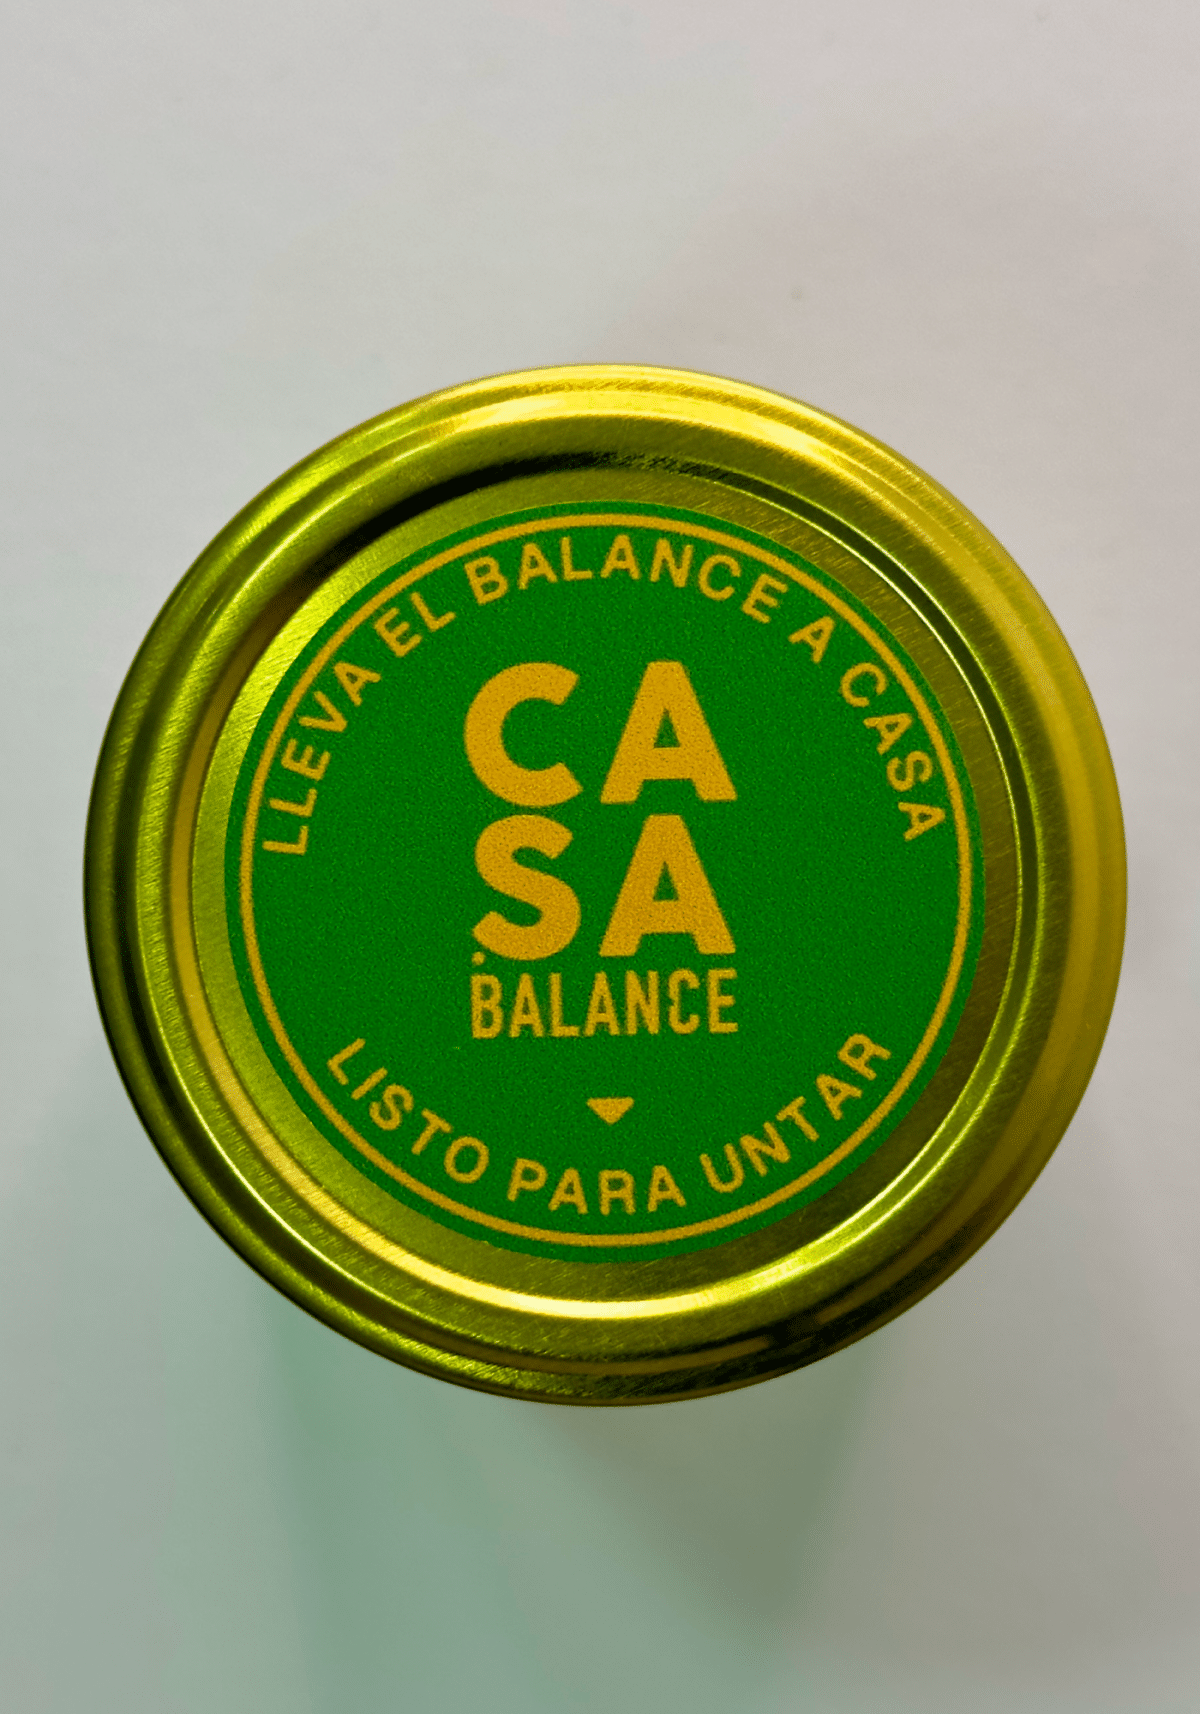 LLEVA EL BALANCE A CASA
CA
SA
BALANCE
LISTO PARA UNTAR